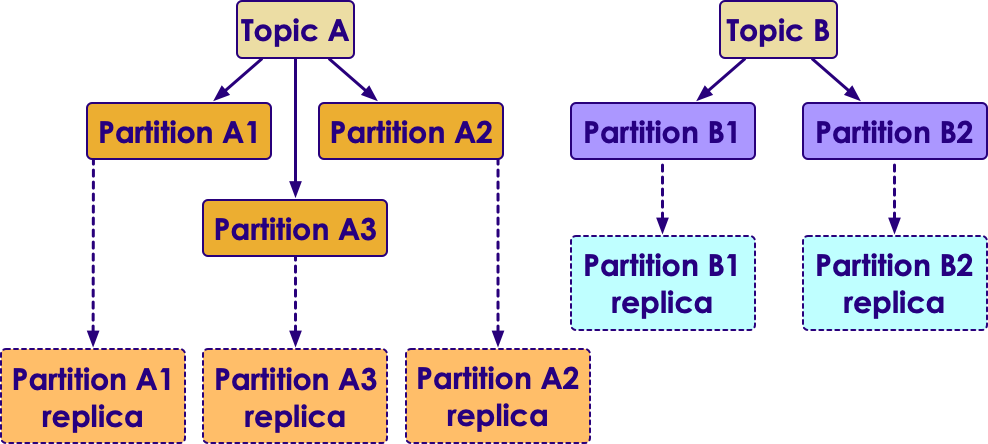 Topic A
Topic B
Partition A1
Partition A2
Partition B1
Partition B2
Partition A3
Partition B1
replica
Partition B2
replica
Partition A1
replica
Partition A3
replica
Partition A2
replica